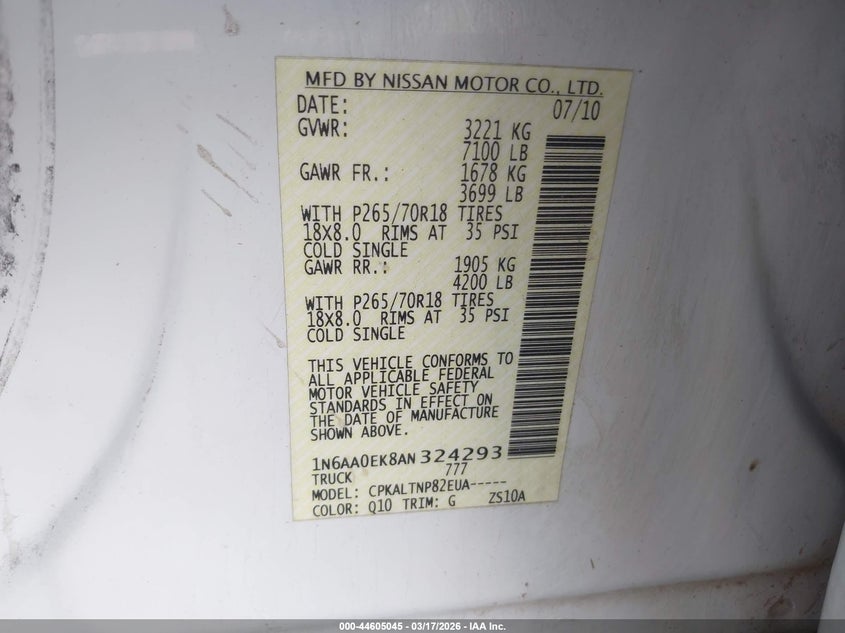 MFD BY NISSAN MOTOR CO., LTD.
DATE: 07/10
GVWR: 3221 KG
7100 LB
GAWR FR.: 1678 KG
3699 LB
WITH P265/70R18 TIRES
18X8.0 RIMS AT 35 PSI
COLD SINGLE
GAWR RR.: 1905 KG
4200 LB
WITH P265/70R18 TIRES
18X8.0 RIMS AT 35 PSI
COLD SINGLE
THIS VEHICLE CONFORMS TO
ALL APPLICABLE FEDERAL
MOTOR VEHICLE SAFETY
STANDARDS IN EFFECT ON
THE DATE OF MANUFACTURE
SHOWN ABOVE.
1N6AA0EK8AN 324293
TRUCK 777
MODEL: CPKALTNP82EUA-----
COLOR: Q10 TRIM: G ZS10A
000-44605045 - 03/17/2026 - IAA Inc.